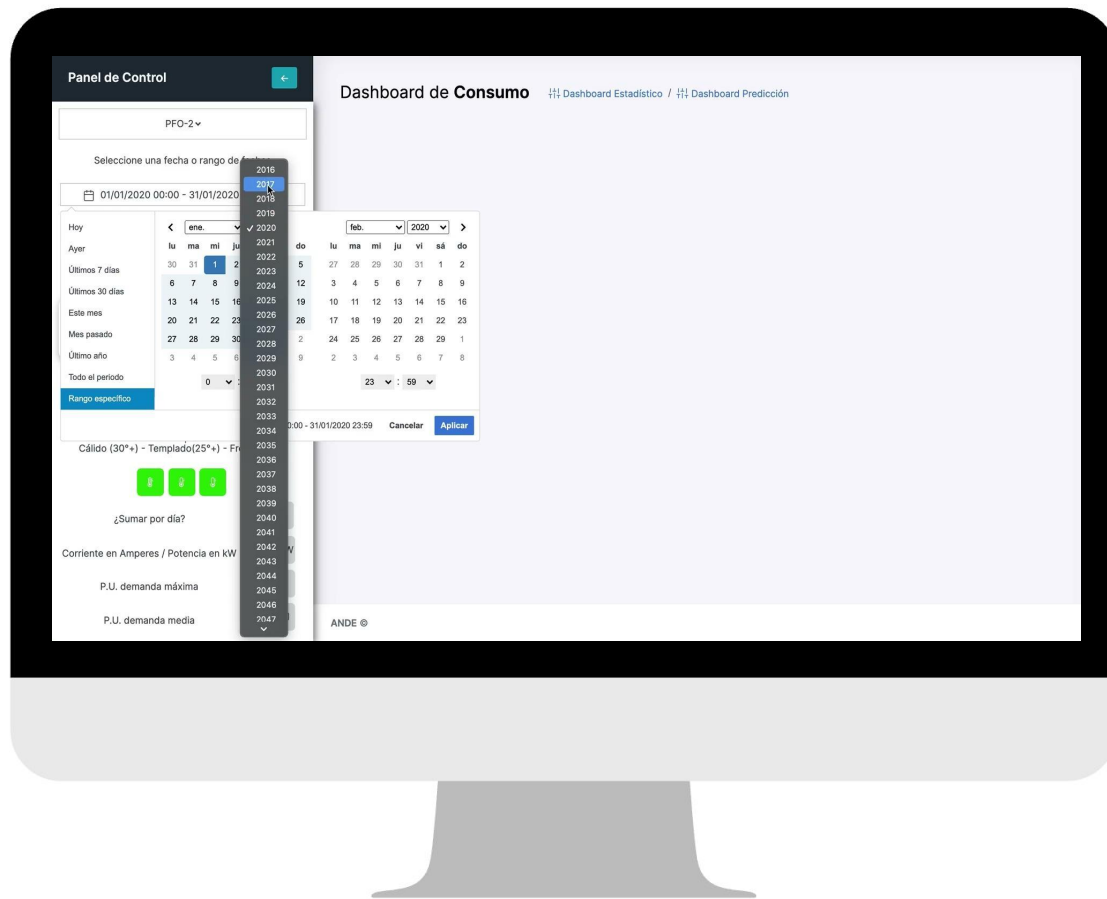 Panel de Control ←
Dashboard de Consumo Dashboard Estadístico / Dashboard Predicción
PFO-2
Seleccione una fecha o rango de
01/01/2020 00:00 - 31/01/2020
Hoy
Ayer
Últimos 7 días
Últimos 30 días
Este mes
Mes pasado
Último año
Todo el periodo
Rango específico
ene.
lu ma mi ju do
30 31 1 2 5
6 7 8 9 12
13 14 15 16 19
20 21 22 23 26
27 28 29 30 2
3 4 5 6 9
0 :
2016
2017
2018
2019
✓ 2020
2021
2022
2023
2024
2025
2026
2027
2028
2029
2030
2031
2032
2033
2034
2035
2036
2037
2038
2039
2040
2041
2042
2043
2044
2045
2046
2047
feb. 2020
lu ma mi ju vi sá do
27 28 29 30 31 1 2
3 4 5 6 7 8 9
10 11 12 13 14 15 16
17 18 19 20 21 22 23
24 25 26 27 28 29 1
2 3 4 5 6 7 8
23 : 59
0:00 - 31/01/2020 23:59 Cancelar Aplicar
Cálido (30°+) - Templado(25°+) - Fr
¿Sumar por día?
Corriente en Amperes / Potencia en kW
P.U. demanda máxima
P.U. demanda media
ANDE ©